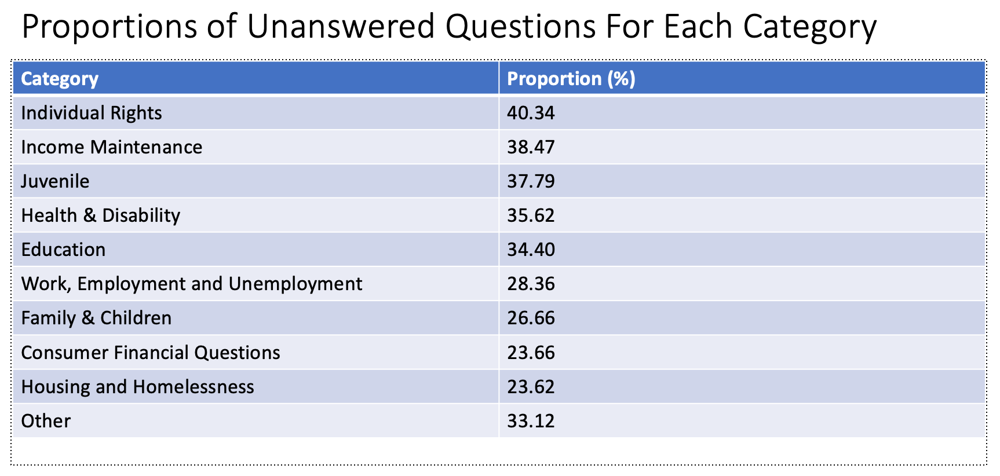 Proportions of Unanswered Questions For Each Category
Category Proportion (%)
Individual Rights 40.34
Income Maintenance 38.47
Juvenile 37.79
Health & Disability 35.62
Education 34.40
Work, Employment and Unemployment 28.36
Family & Children 26.66
Consumer Financial Questions 23.66
Housing and Homelessness 23.62
Other 33.12